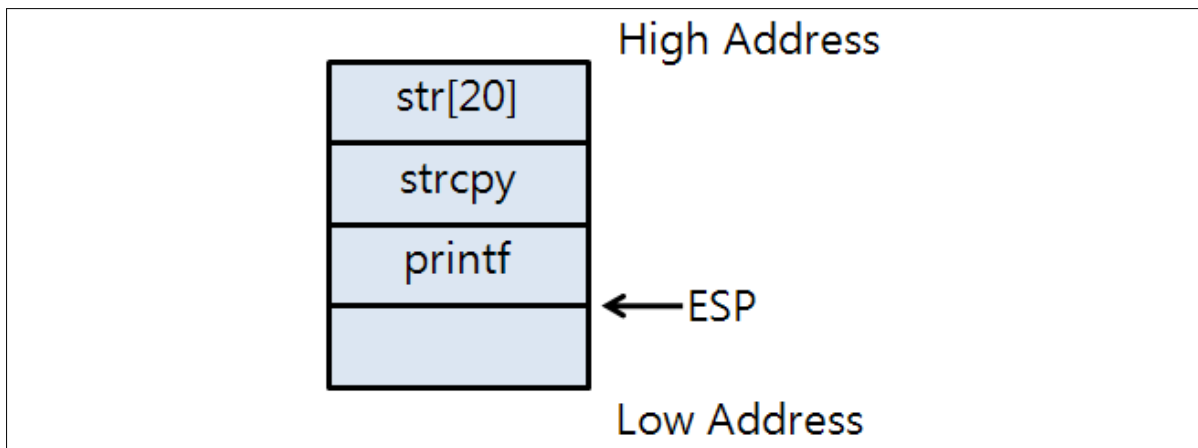 High Address
str[20]
strcpy
printf
ESP
Low Address